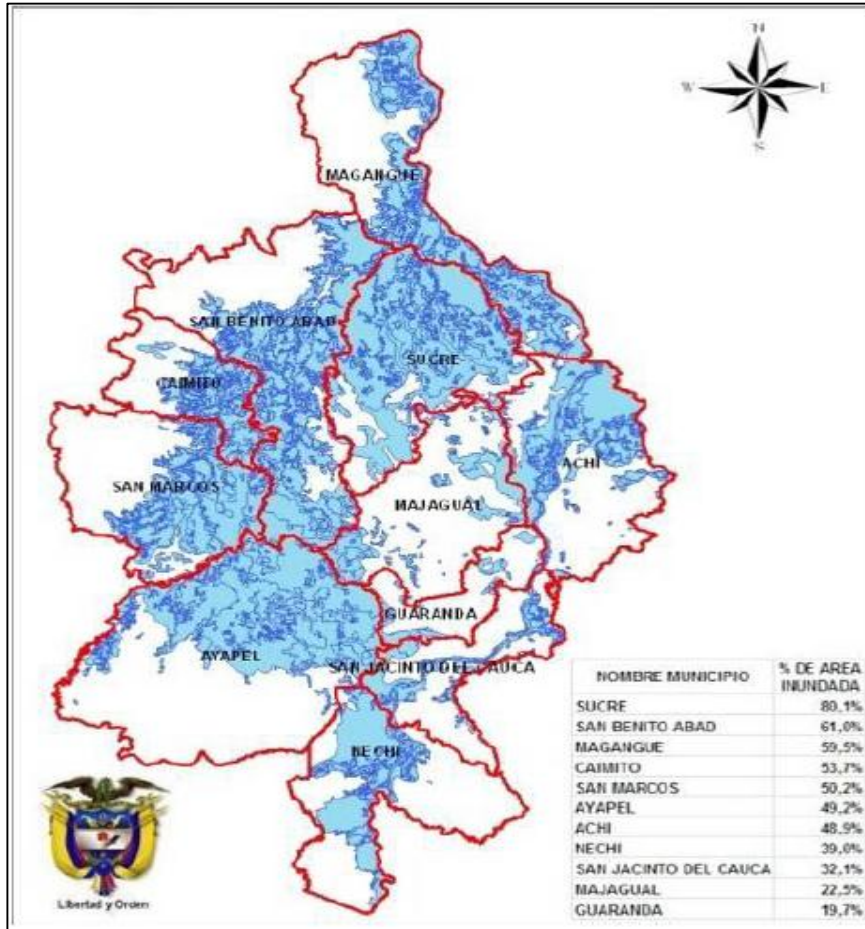 N
W E
S
MAGANGUE
SAN BENITO ABAD
SUCRE
CAIMITO
ACHI
SAN MARCOS
MAJAGUAL
GUARANDA
AYAPEL
SAN JACINTO DEL CAUCA
NECHI
NOMBRE MUNICIPIO % DE AREA INUNDADA
SUCRE 80,1%
SAN BENITO ABAD 61,0%
MAGANGUE 59,5%
CAIMITO 53,7%
SAN MARCOS 50,2%
AYAPEL 49,2%
ACHI 48,9%
NECHI 39,0%
SAN JACINTO DEL CAUCA 32,1%
MAJAGUAL 22,5%
GUARANDA 19,7%
Libertad y Orden